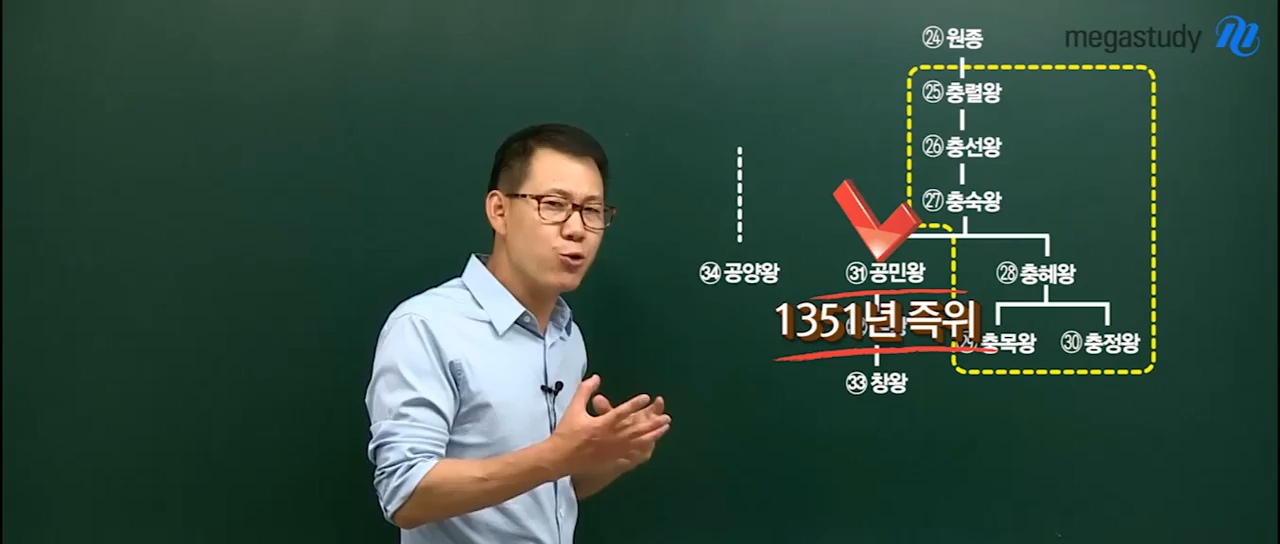 megastudy
㉔ 원종
㉕ 충렬왕
㉖ 충선왕
㉗ 충숙왕
㉞ 공양왕
㉛ 공민왕
㉘ 충혜왕
1351년 즉위
충목왕
㉚ 충정왕
㉝ 창왕